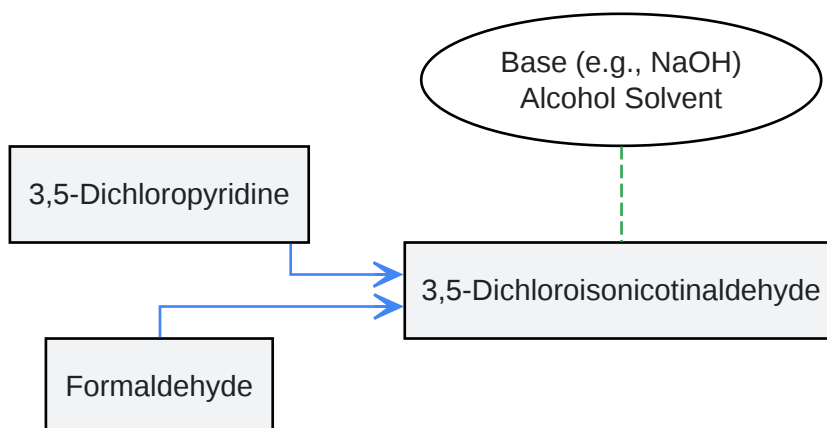 Base (e.g., NaOH)
Alcohol Solvent
3,5-Dichloropyridine
3,5-Dichloroisonicotinaldehyde
Formaldehyde